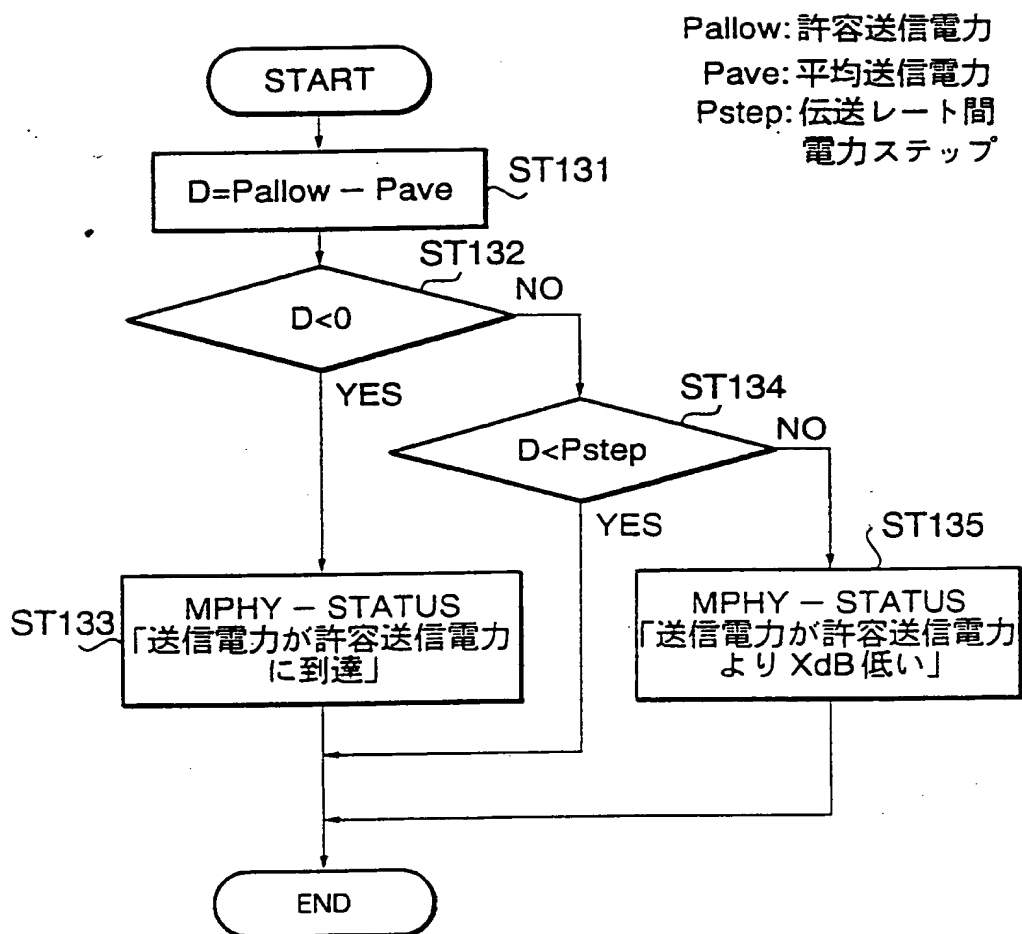 Pallow: 許容送信電力
Pave: 平均送信電力
Pstep: 伝送レート間
電力ステップ
START
ST131
D=Pallow − Pave
ST132
D<0
NO
YES
ST134
D<Pstep
NO
YES
ST135
ST133
MPHY − STATUS
「送信電力が許容送信電力
に到達」
MPHY − STATUS
「送信電力が許容送信電力
より XdB 低い」
END